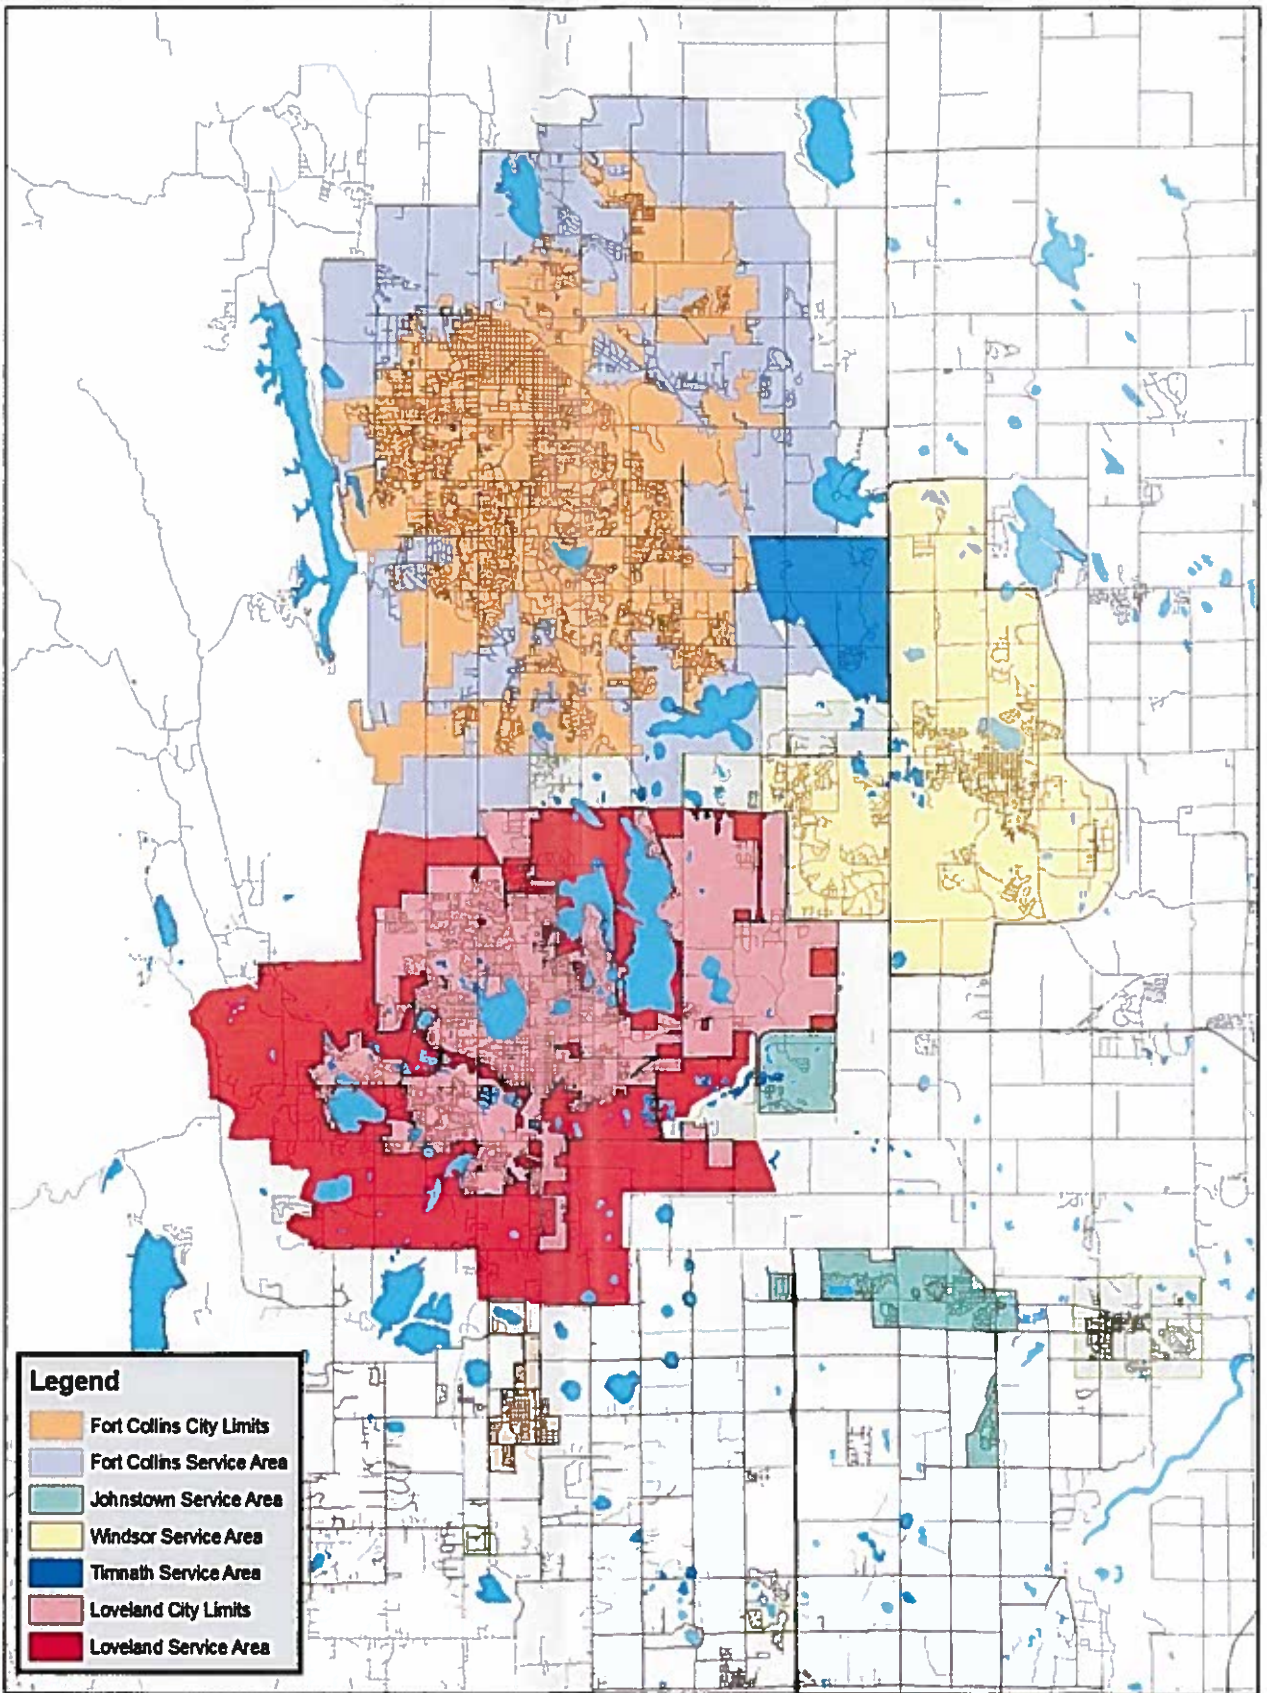 Legend
Fort Collins City Limits
Fort Collins Service Area
Johnstown Service Area
Windsor Service Area
Timnath Service Area
Loveland City Limits
Loveland Service Area